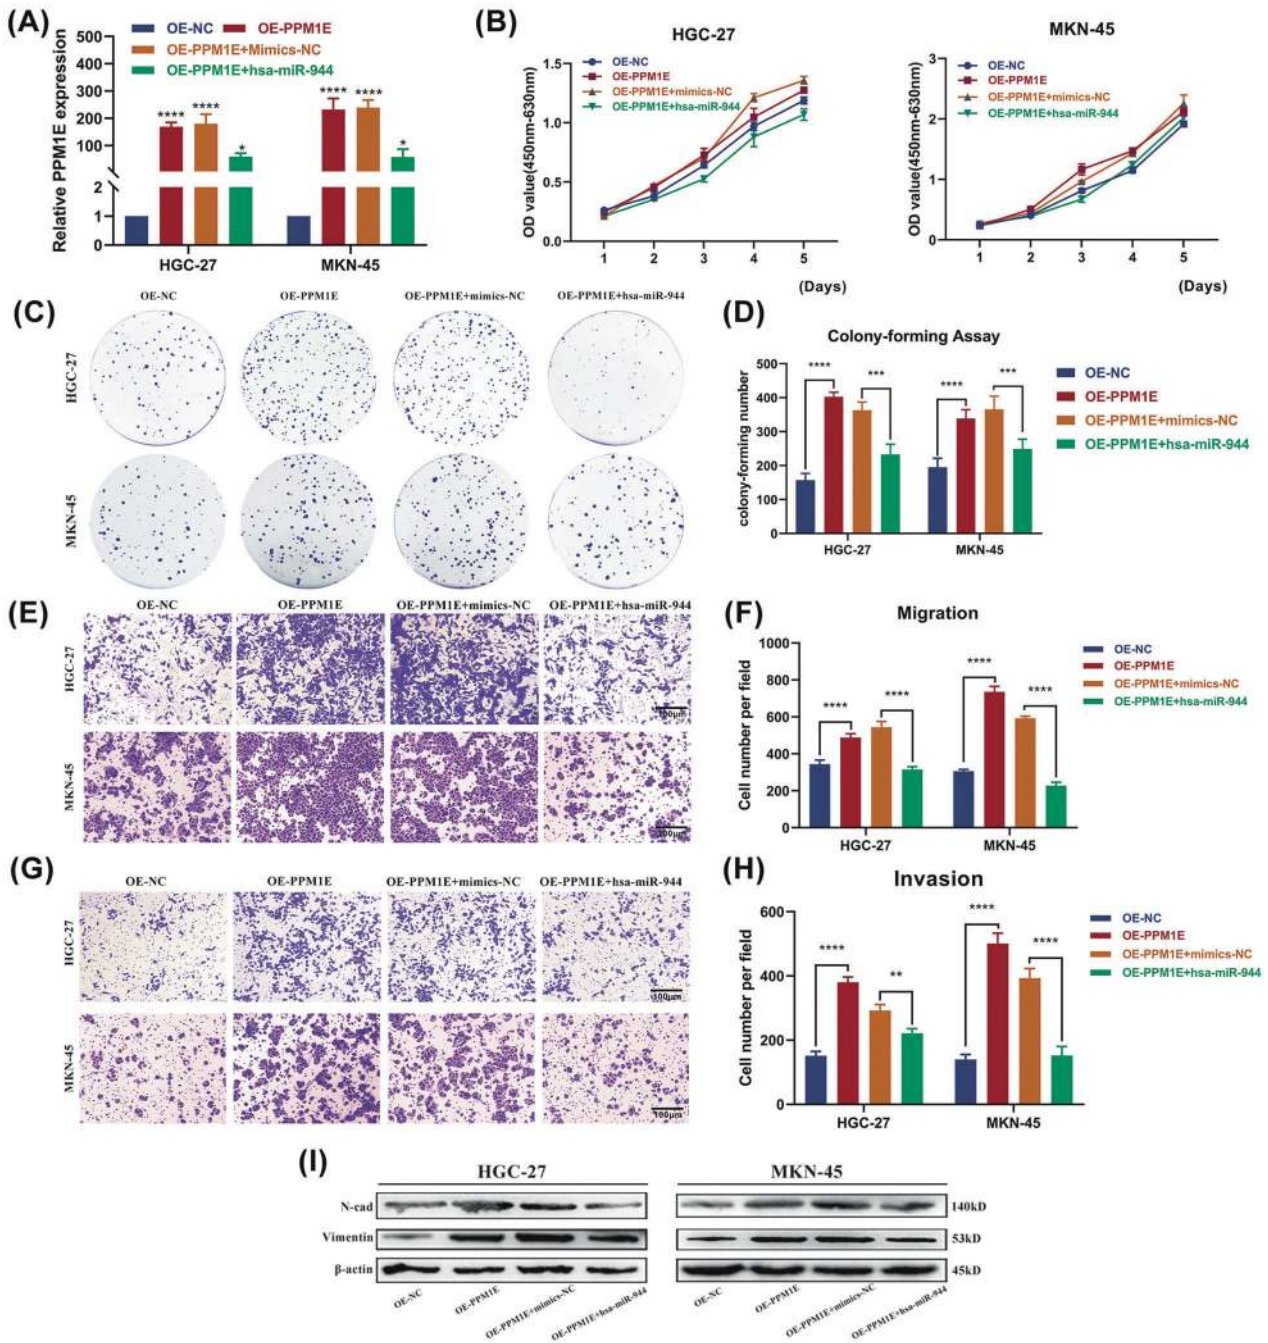 (A)
OE-NC OE-PPM1E
OE-PPM1E+Mimics-NC
OE-PPM1E+hsa-miR-944
Relative PPM1E expression
500
400
300
200
100
2
1
0
**** ****
*
**** ****
*
HGC-27 MKN-45
(B)
HGC-27
OE-NC
OE-PPM1E
OE-PPM1E+mimics-NC
OE-PPM1E+hsa-miR-944
OD value(450nm-630nm)
1.5
1.0
0.5
0.0
1 2 3 4 5
(Days)
MKN-45
OE-NC
OE-PPM1E
OE-PPM1E+mimics-NC
OE-PPM1E+hsa-miR-944
OD value(450nm-630nm)
3
2
1
0
1 2 3 4 5
(Days)
(C)
OE-NC OE-PPM1E OE-PPM1E+mimics-NC OE-PPM1E+hsa-miR-944
HGC-27
MKN-45
(D)
Colony-forming Assay
colony-forming number
500
400
300
200
100
0
**** *** **** ***
HGC-27 MKN-45
OE-NC
OE-PPM1E
OE-PPM1E+mimics-NC
OE-PPM1E+hsa-miR-944
(E)
OE-NC OE-PPM1E OE-PPM1E+mimics-NC OE-PPM1E+hsa-miR-944
HGC-27
100μm
MKN-45
100μm
(F)
Migration
Cell number per field
1000
800
600
400
200
0
**** **** **** ****
HGC-27 MKN-45
OE-NC
OE-PPM1E
OE-PPM1E+mimics-NC
OE-PPM1E+hsa-miR-944
(G)
OE-NC OE-PPM1E OE-PPM1E+mimics-NC OE-PPM1E+hsa-miR-944
HGC-27
100μm
MKN-45
100μm
(H)
Invasion
Cell number per field
600
400
200
0
**** ** **** ****
HGC-27 MKN-45
OE-NC
OE-PPM1E
OE-PPM1E+mimics-NC
OE-PPM1E+hsa-miR-944
(I)
HGC-27 MKN-45
N-cad 140kD
Vimentin 53kD
β-actin 45kD
OE-NC OE-PPM1E OE-PPM1E+mimics-NC OE-PPM1E+hsa-miR-944
OE-NC OE-PPM1E OE-PPM1E+mimics-NC OE-PPM1E+hsa-miR-944